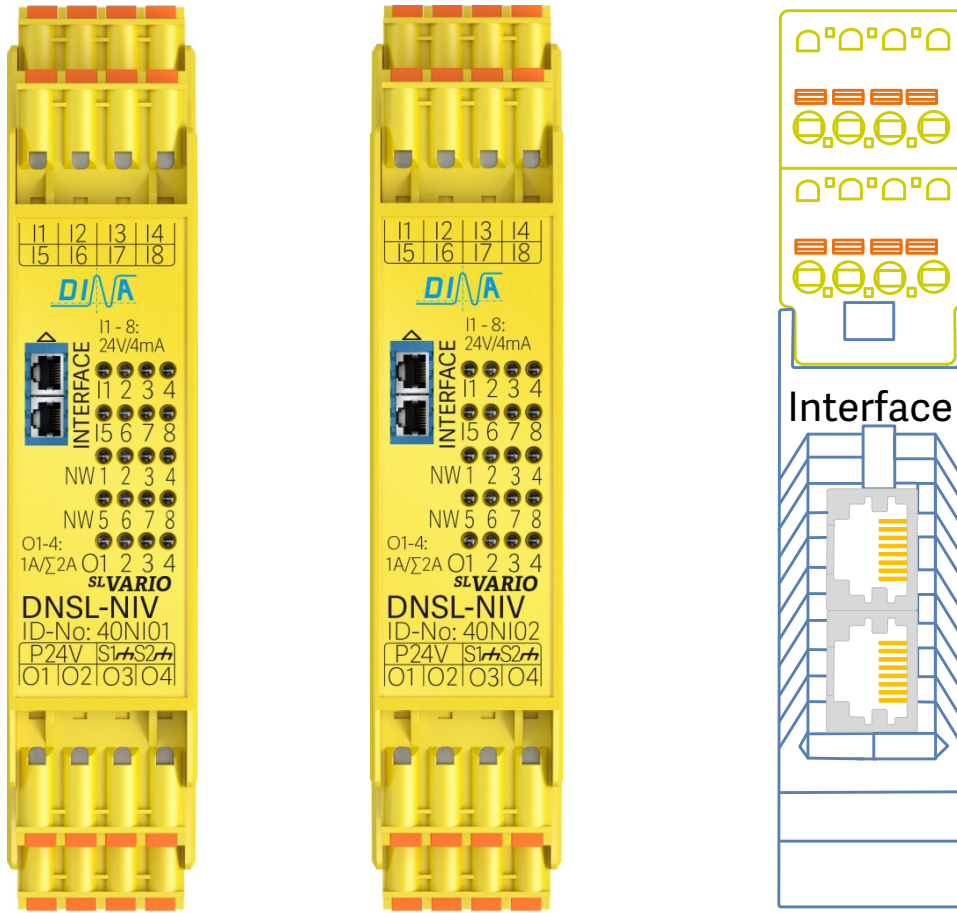 I1 I2 I3 I4
I5 I6 I7 I8
DINA
I1 - 8:
24V/4mA
INTERFACE
I1 2 3 4
I5 6 7 8
NW 1 2 3 4
NW 5 6 7 8
O1-4:
1A/∑2A O1 2 3 4
SL VARIO
DNSL-NIV
ID-No: 40NI01
P24V S1 S2
O1 O2 O3 O4
I1 I2 I3 I4
I5 I6 I7 I8
DINA
I1 - 8:
24V/4mA
INTERFACE
I1 2 3 4
I5 6 7 8
NW 1 2 3 4
NW 5 6 7 8
O1-4:
1A/∑2A O1 2 3 4
SL VARIO
DNSL-NIV
ID-No: 40NI02
P24V S1 S2
O1 O2 O3 O4
Interface